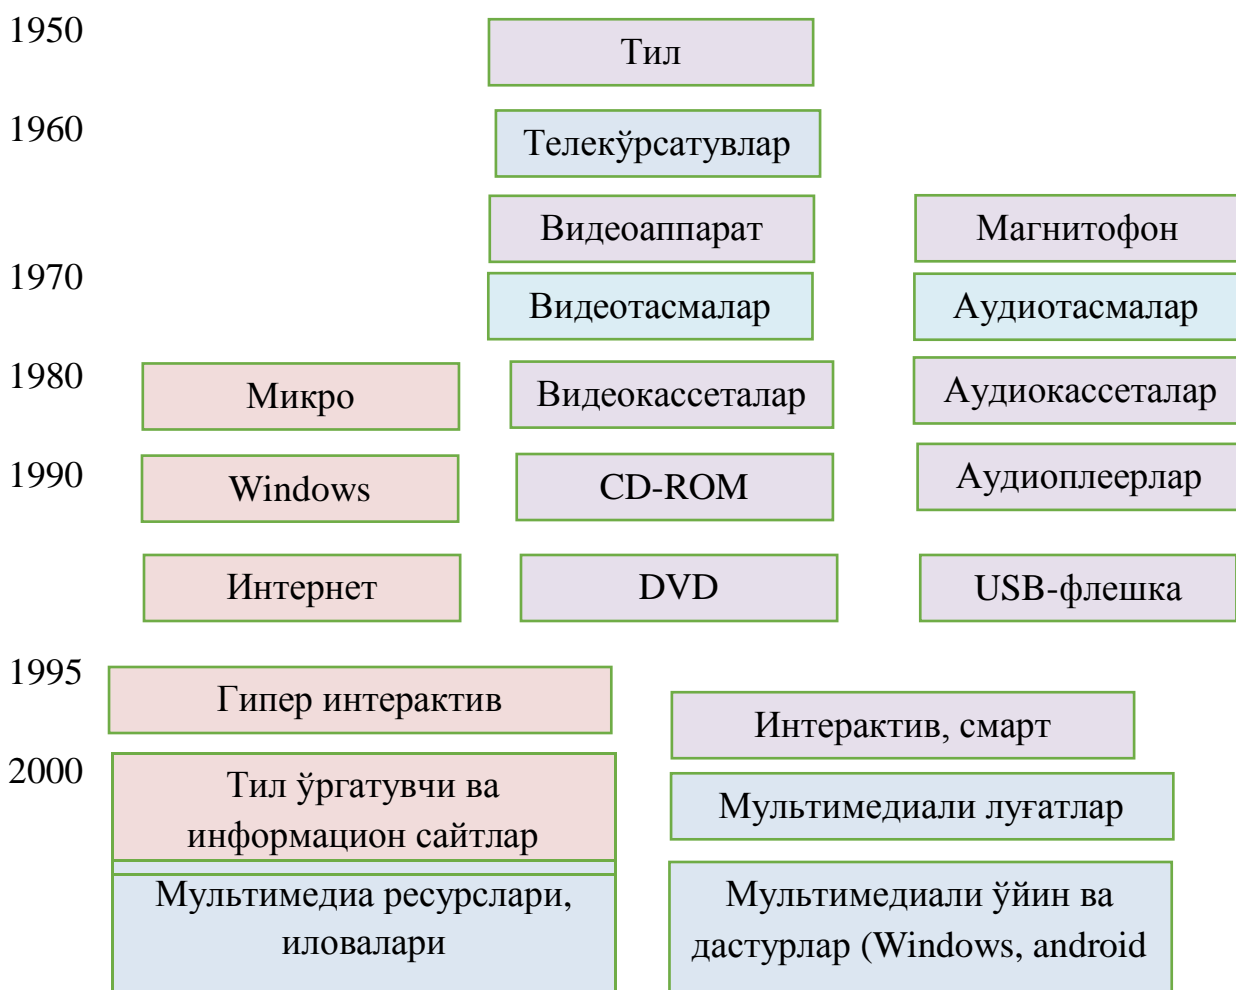 1950
Тил
1960
Телекўрсатувлар
Видеоаппарат
Магнитофон
1970
Видеотасмалар
Аудиотасмалар
1980
Микро
Видеокассеталар
Аудиокассеталар
1990
Windows
CD-ROM
Аудиоплеерлар
Интернет
DVD
USB-флешка
1995
Гипер интерактив
Интерактив, смарт
2000
Тил ўргатувчи ва
информацион сайтлар
Мультимедиали луғатлар
Мультимедиа ресурслари,
иловалари
Мультимедиали ўйин ва
дастурлар (Windows, android